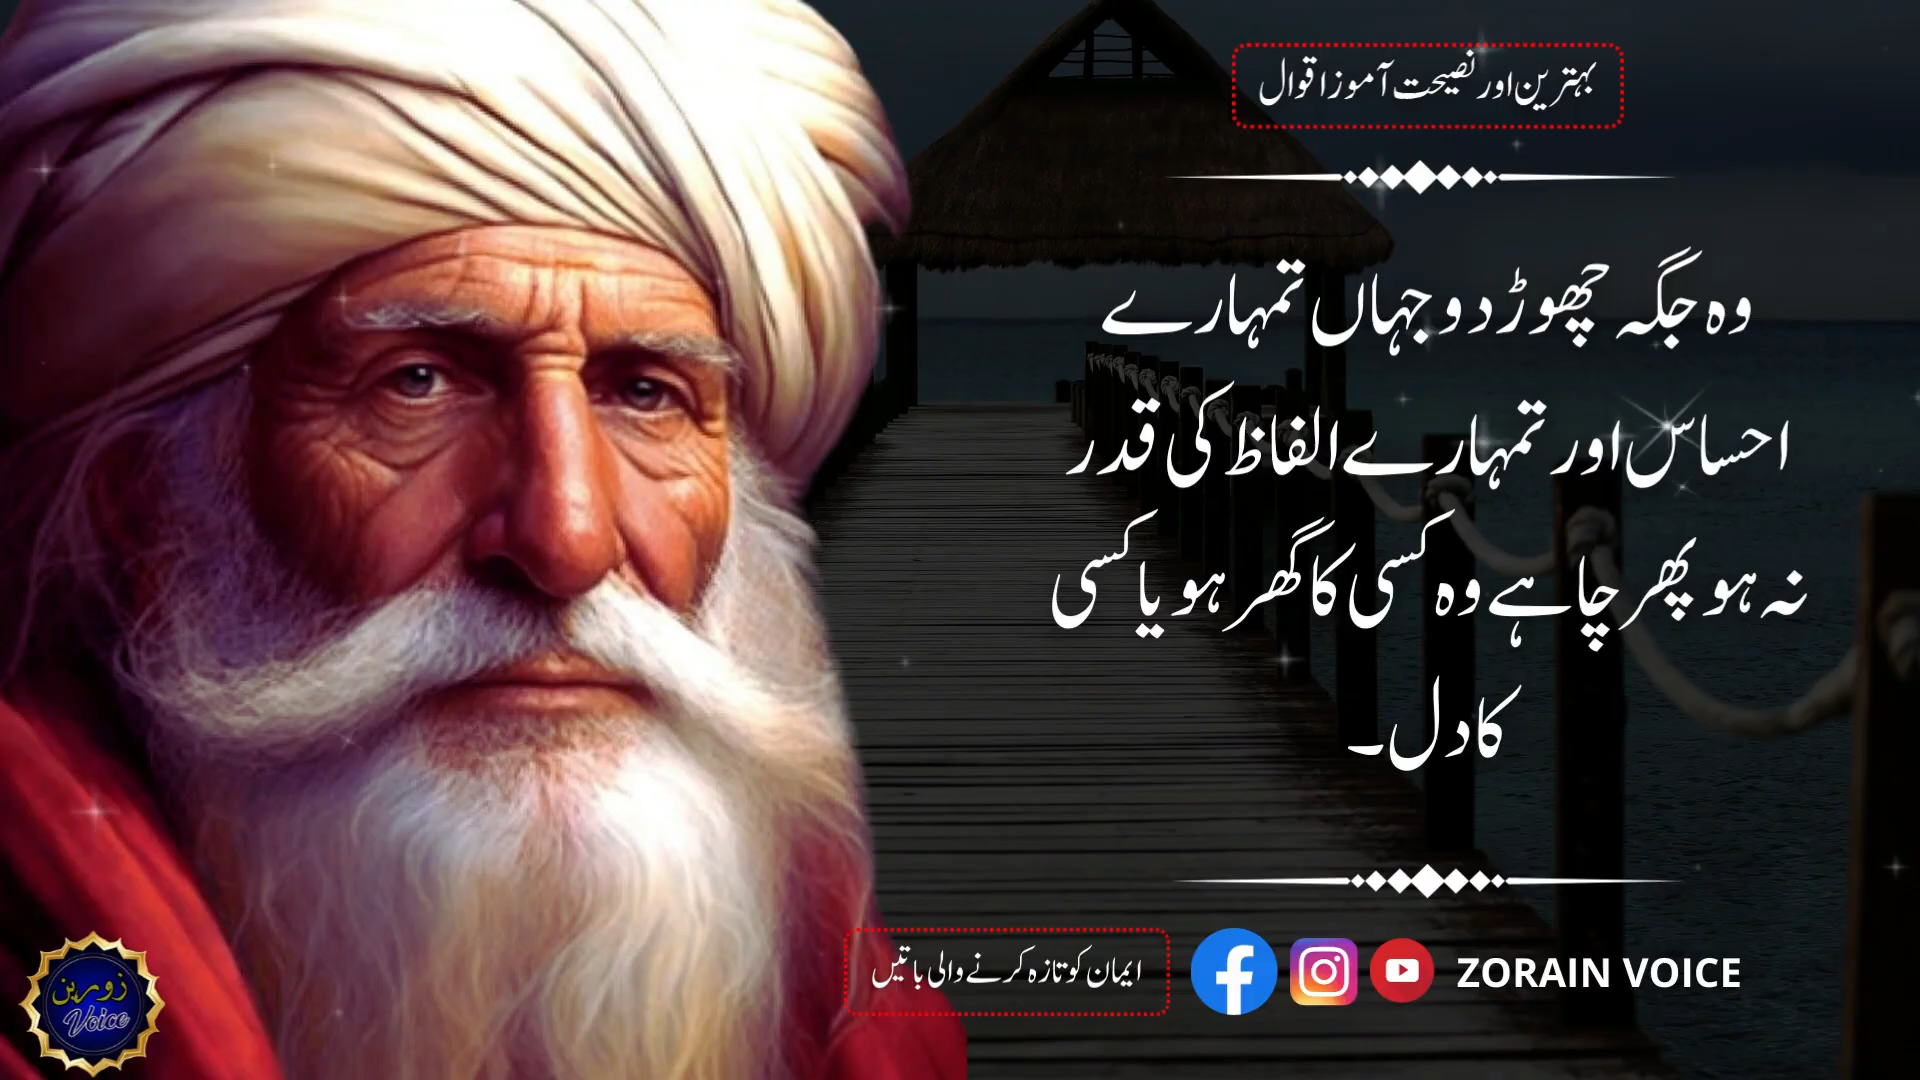 بہترین اور نصیحت آموز اقوال
وہ جگہ چھوڑ دو جہاں تمہارے
احساس اور تمہارے الفاظ کی قدر
نہ ہو پھر چاہے وہ کسی کا گھر ہو یا کسی
کا دل۔
ایمان کو تازہ کرنے والی باتیں
ZORAIN VOICE
زورین
Voice